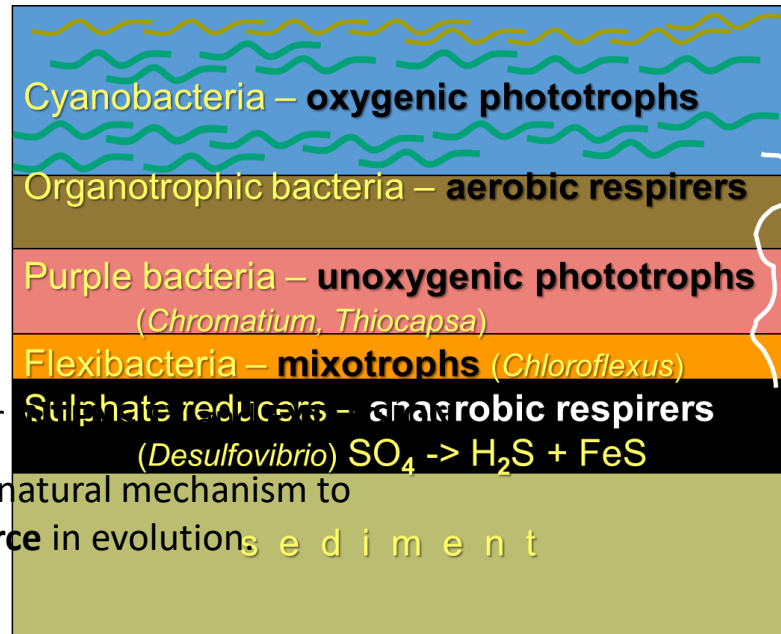 Cyanobacteria – oxygenic phototrophs
Organotrophic bacteria – aerobic respirers
Purple bacteria – unoxygenic phototrophs
(Chromatium, Thiocapsa)
Flexibacteria – mixotrophs (Chloroflexus)
Sulphate reducers – anaerobic respirers
(Desulfovibrio) SO4 -> H2S + FeS
natural mechanism to
in evolution.
s e d i m e n t